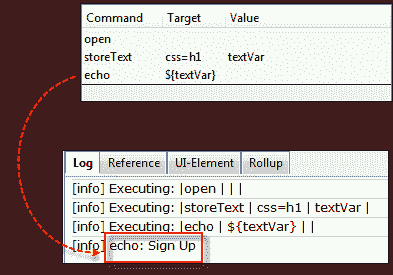 Command Target Value
open
storeText css=h1 textVar
echo ${textVar}
Log Reference UI-Element Rollup
[info] Executing: |open | | |
[info] Executing: |storeText | css=h1 | textVar |
[info] Executing: |echo | ${textVar} | |
[info] echo: Sign Up